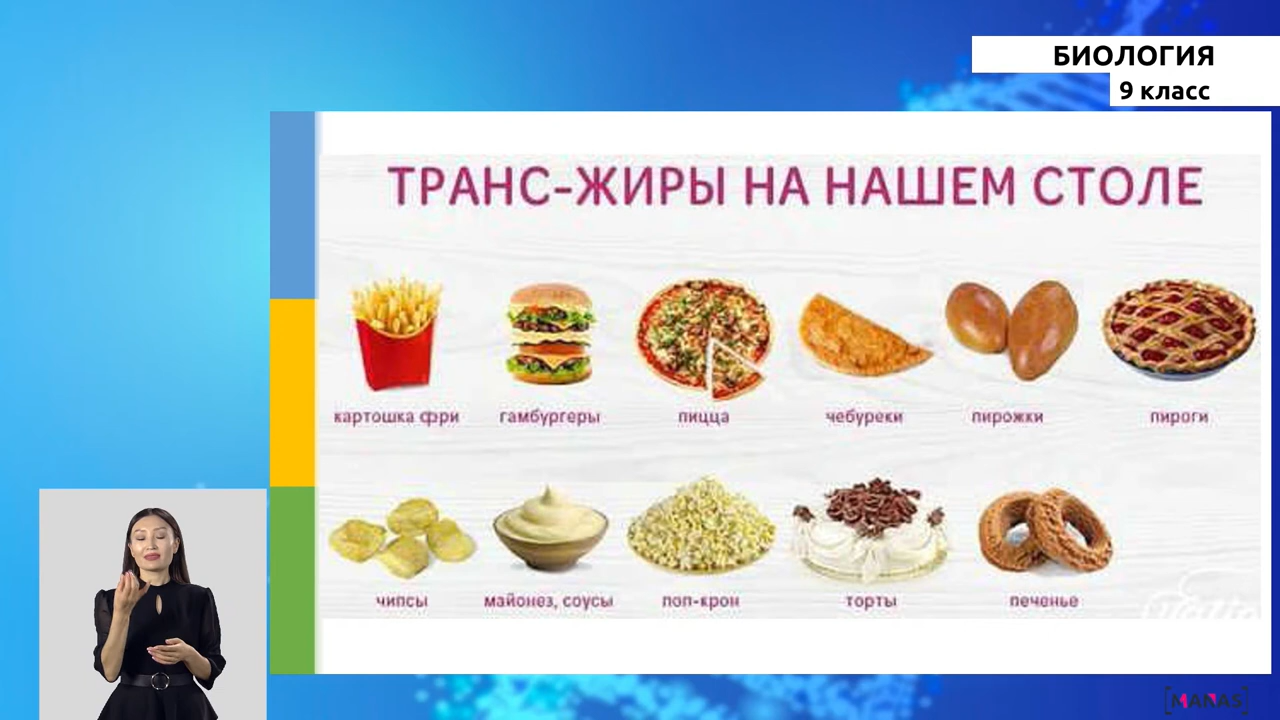 БИОЛОГИЯ
9 класс
ТРАНС-ЖИРЫ НА НАШЕМ СТОЛЕ
картошка фри гамбургеры пицца чебуреки пирожки пироги
чипсы майонез, соусы поп-крон торты печенье
MANAS